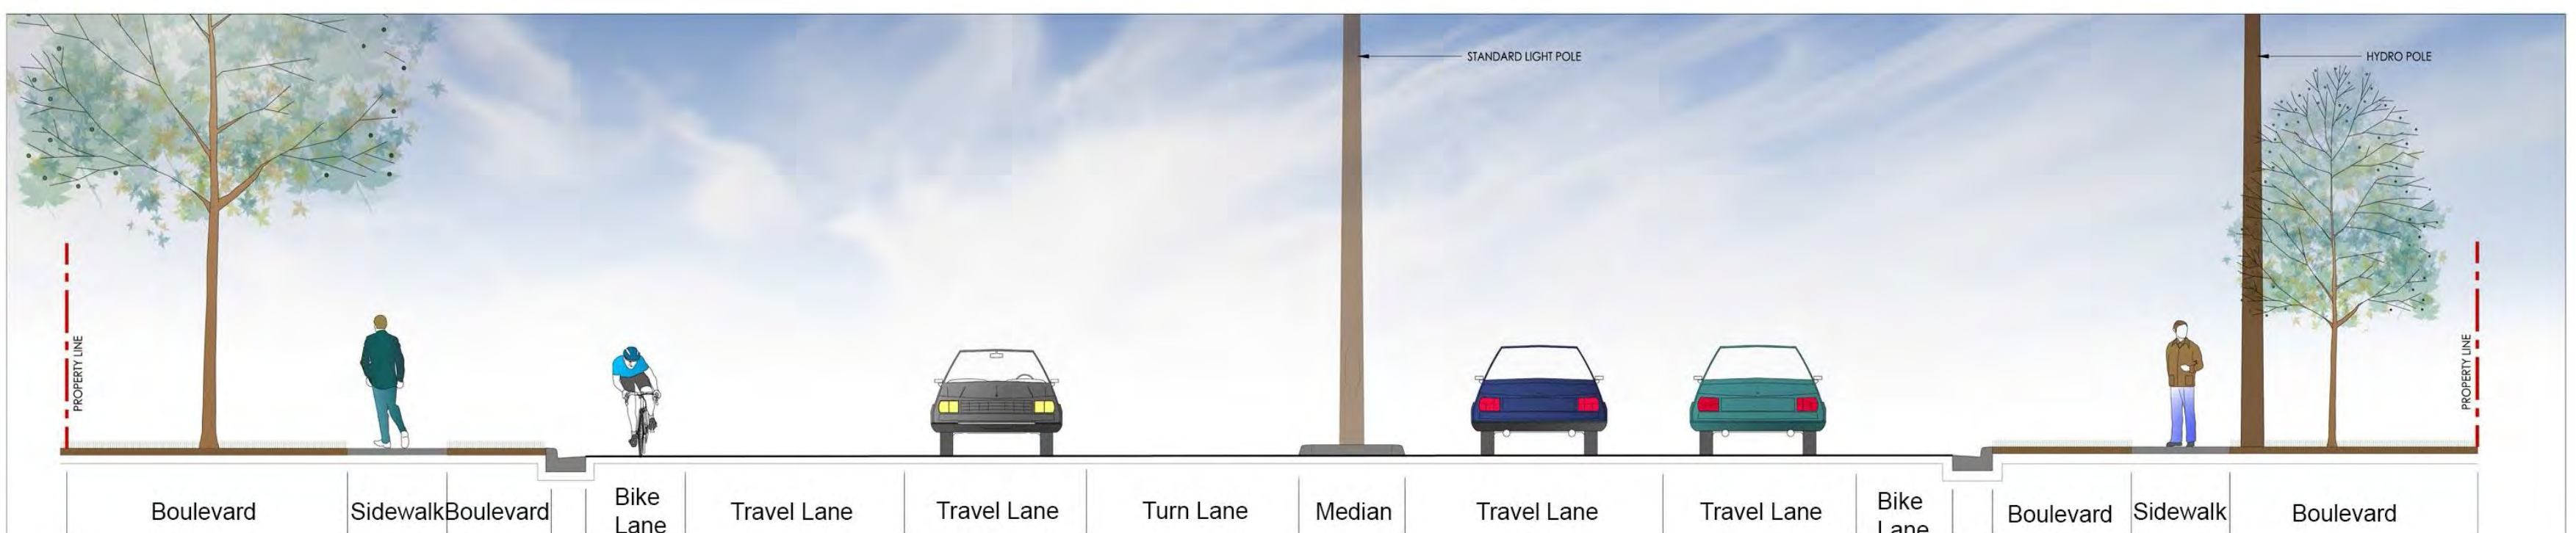 STANDARD LIGHT POLE
HYDRO POLE
PROPERTY LINE
PROPERTY LINE
Boulevard
Sidewalk
Boulevard
Bike
Lane
Travel Lane
Travel Lane
Turn Lane
Median
Travel Lane
Travel Lane
Bike
Lane
Boulevard
Sidewalk
Boulevard